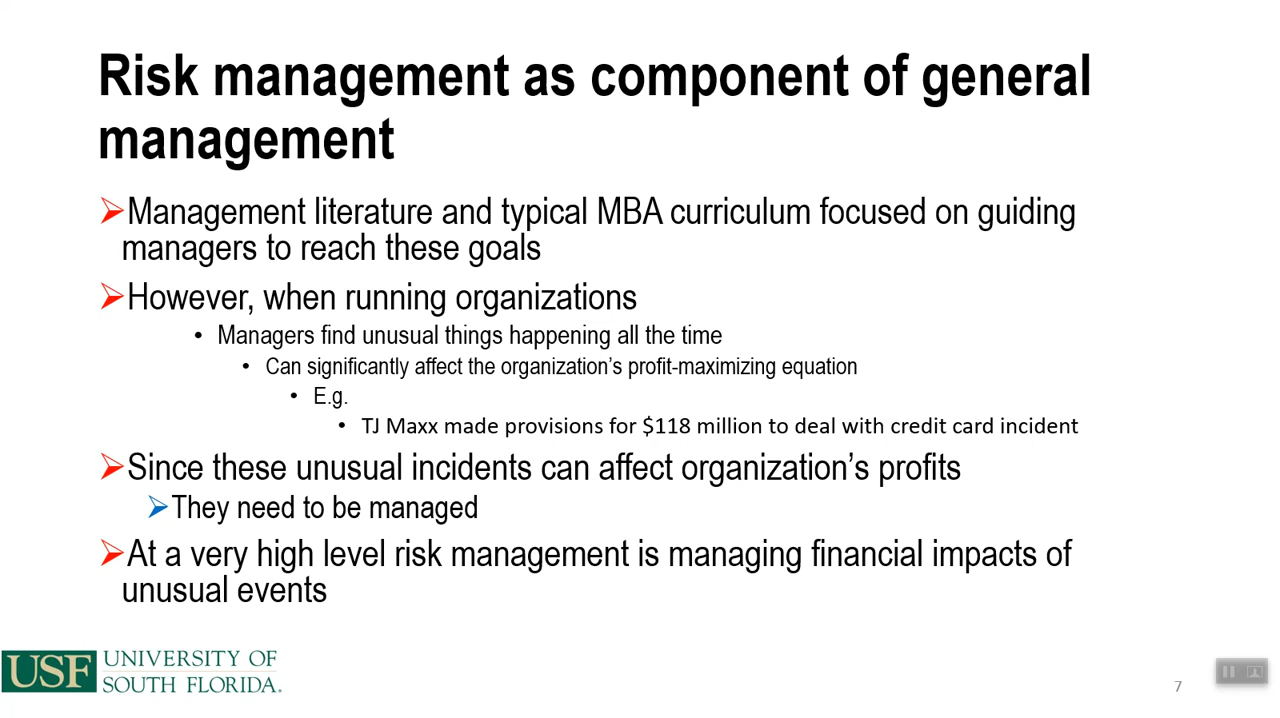 Risk management as component of general
management
Management literature and typical MBA curriculum focused on guiding
managers to reach these goals
However, when running organizations
• Managers find unusual things happening all the time
• Can significantly affect the organization’s profit-maximizing equation
• E.g.
• TJ Maxx made provisions for $118 million to deal with credit card incident
Since these unusual incidents can affect organization’s profits
They need to be managed
At a very high level risk management is managing financial impacts of
unusual events
USF UNIVERSITY OF
SOUTH FLORIDA.
7